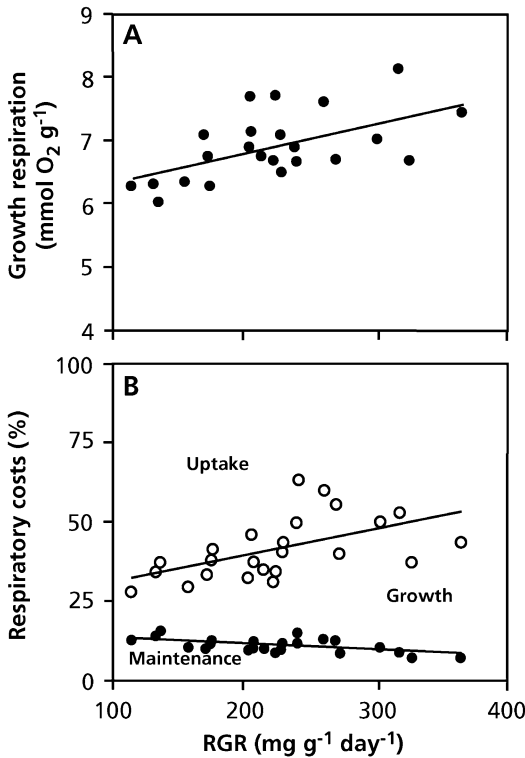 9
8
7
6
5
4
A
Growth respiration
(mmol O₂ g⁻¹)
100
75
50
25
0
B
Uptake
Growth
Maintenance
Respiratory costs (%)
100 200 300 400
RGR (mg g⁻¹ day⁻¹)